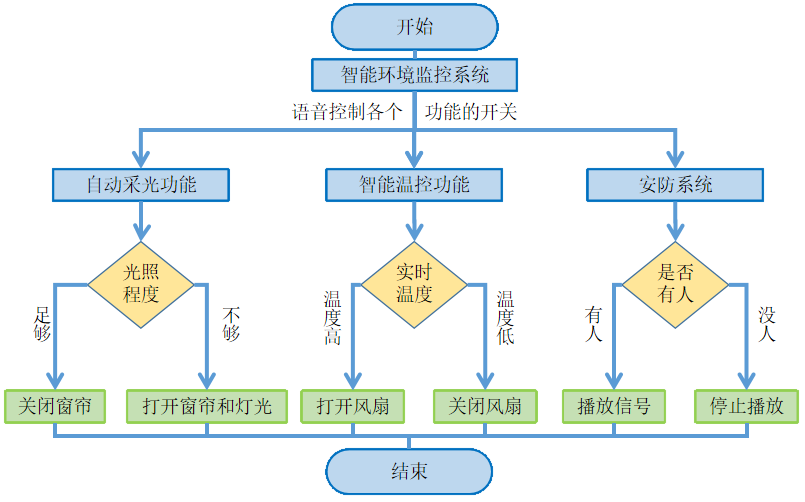 开始
智能环境监控系统
语音控制各个 功能的开关
自动采光功能
智能温控功能
安防系统
光照
程度
实时
温度
是否
有人
足够
不够
温度高
温度低
有人
没人
关闭窗帘
打开窗帘和灯光
打开风扇
关闭风扇
播放信号
停止播放
结束